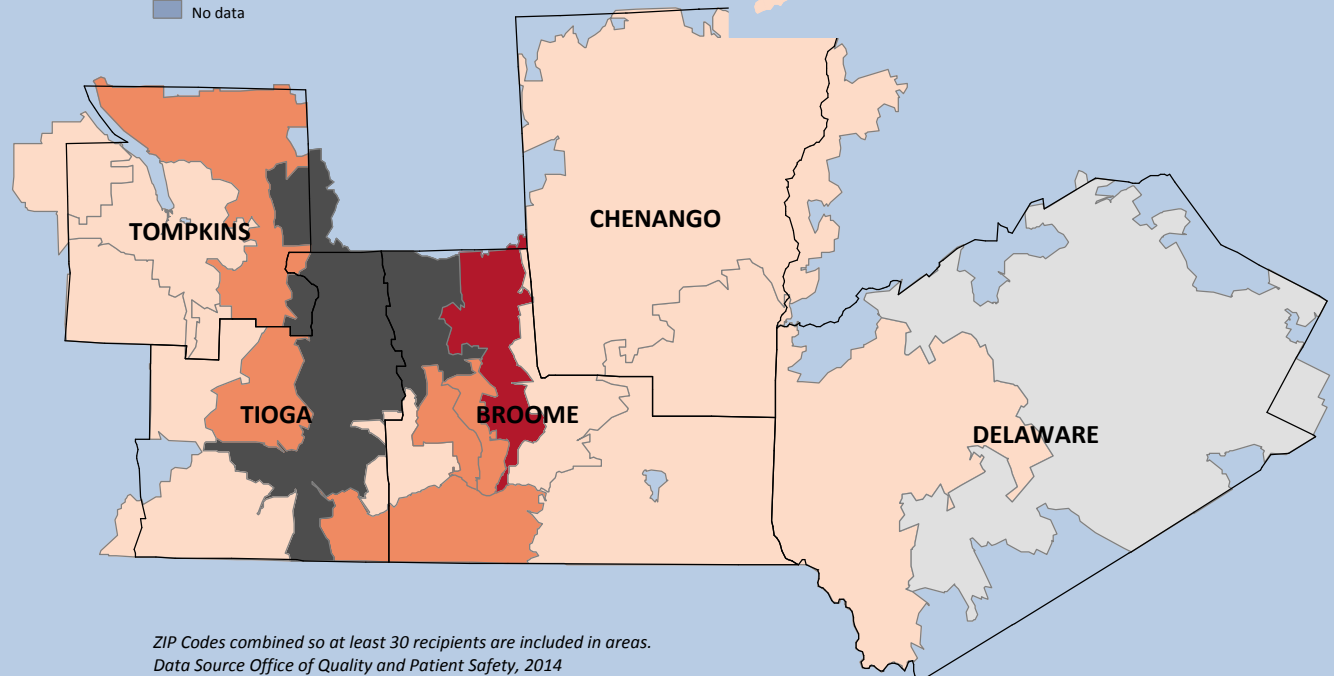 No data
CHENANGO
TOMPKINS
TIOGA
BROOME
DELAWARE
ZIP Codes combined so at least 30 recipients are included in areas.
Data Source Office of Quality and Patient Safety, 2014